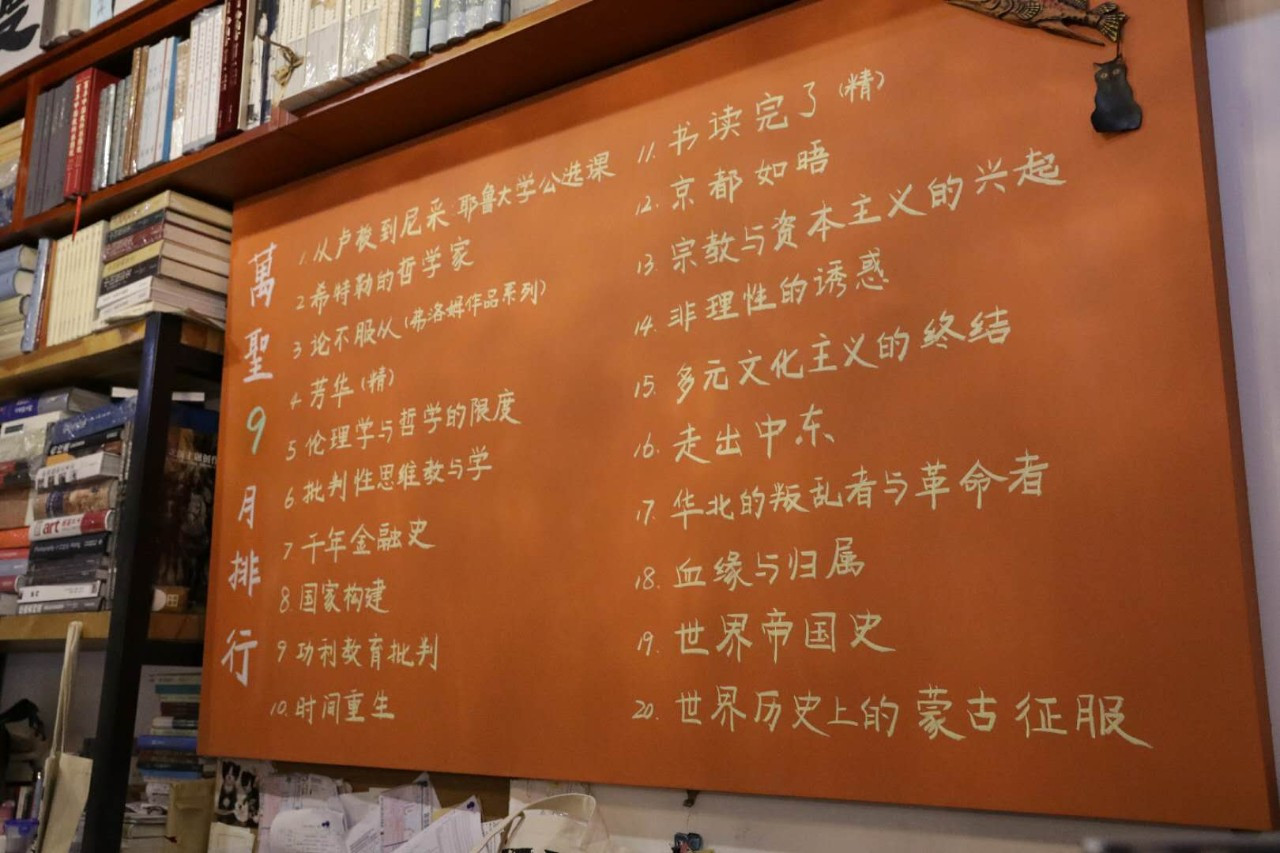 萬聖9月排行
1.从卢梭到尼采:耶鲁大学公选课
2 希特勒的哲学家
3 论不服从(弗洛姆作品系列)
4 芳华(精)
5 伦理学与哲学的限度
6 批判性思维教与学
7 千年金融史
8.国家构建
9 功利教育批判
10.时间重生
11.书读完了(精)
12.京都如晤
13.宗教与资本主义的兴起
14.非理性的诱惑
15.多元文化主义的终结
16.走出中东
17.华北的叛乱者与革命者
18.血缘与归属
19.世界帝国史
20.世界历史上的蒙古征服
art